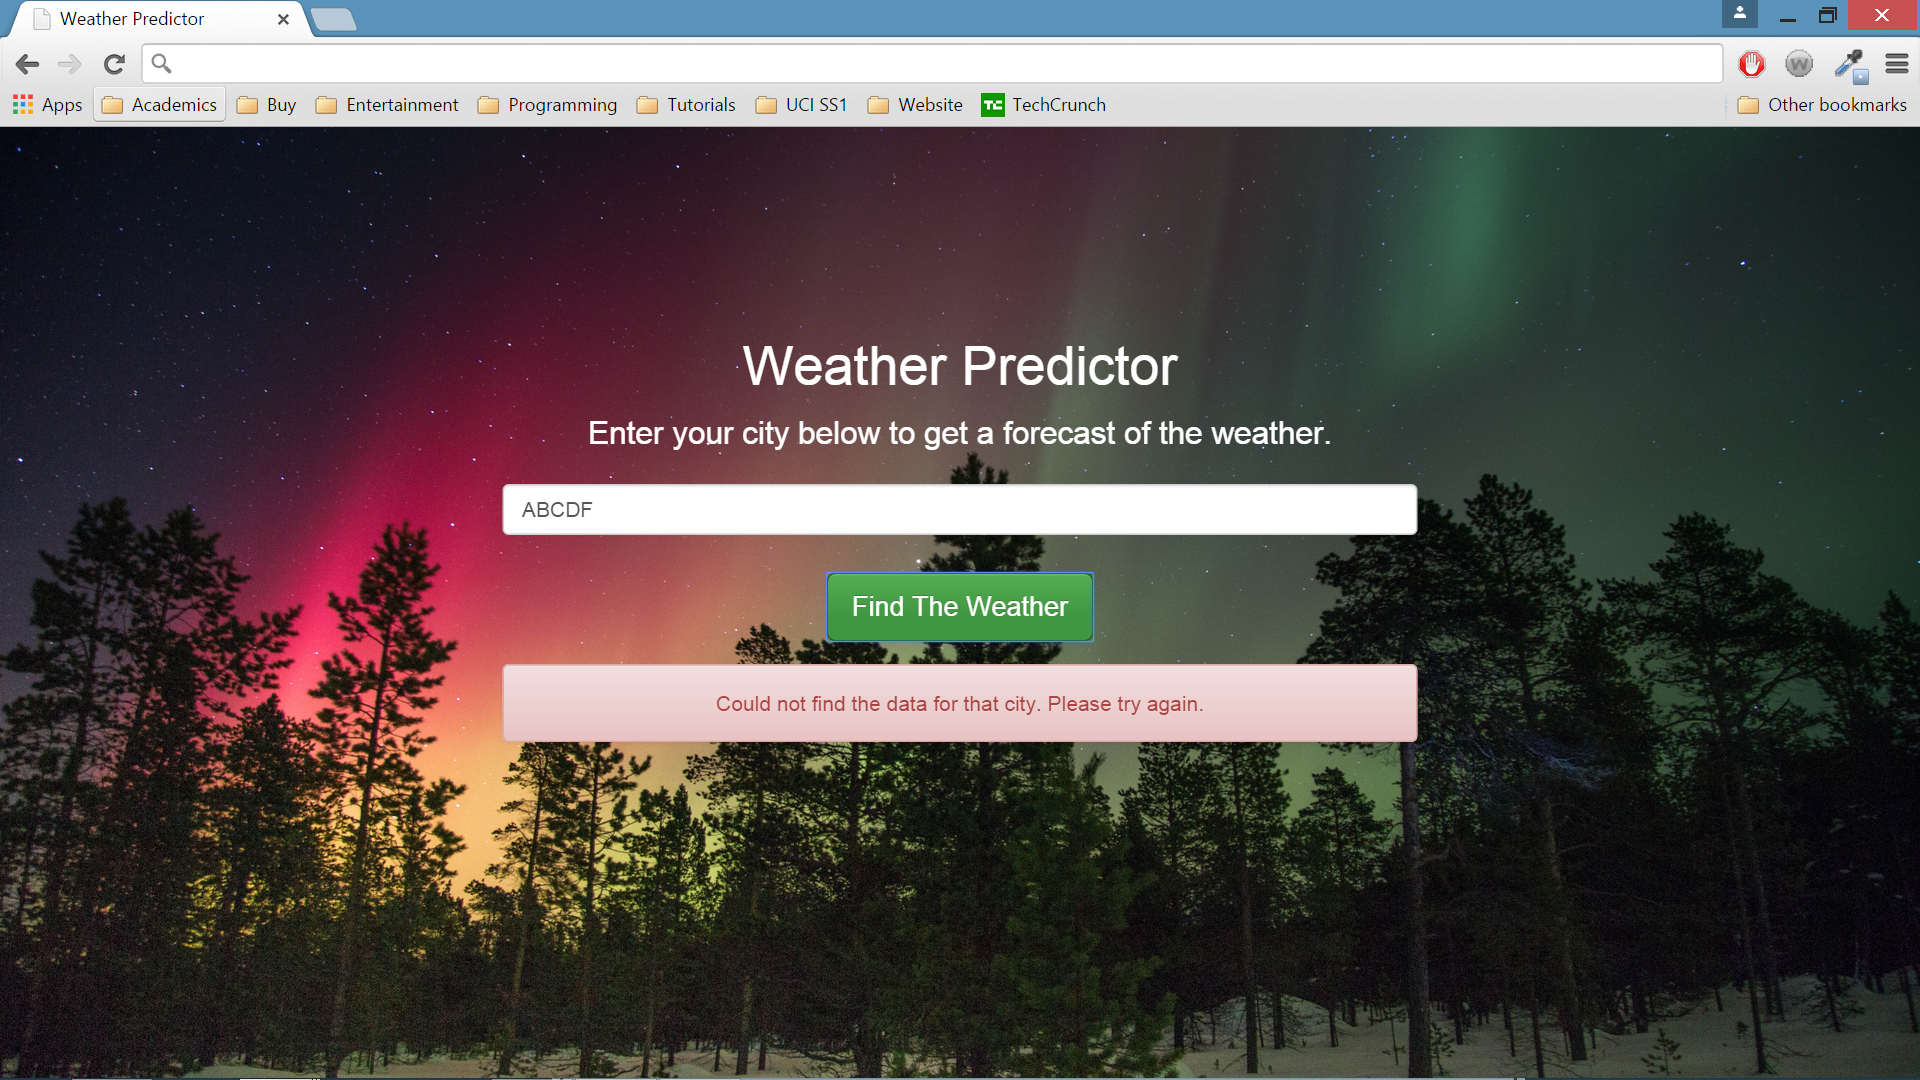 Weather Predictor
Apps Academics Buy Entertainment Programming Tutorials UCI SS1 Website TC TechCrunch Other bookmarks
Weather Predictor
Enter your city below to get a forecast of the weather.
ABCDF
Find The Weather
Could not find the data for that city. Please try again.